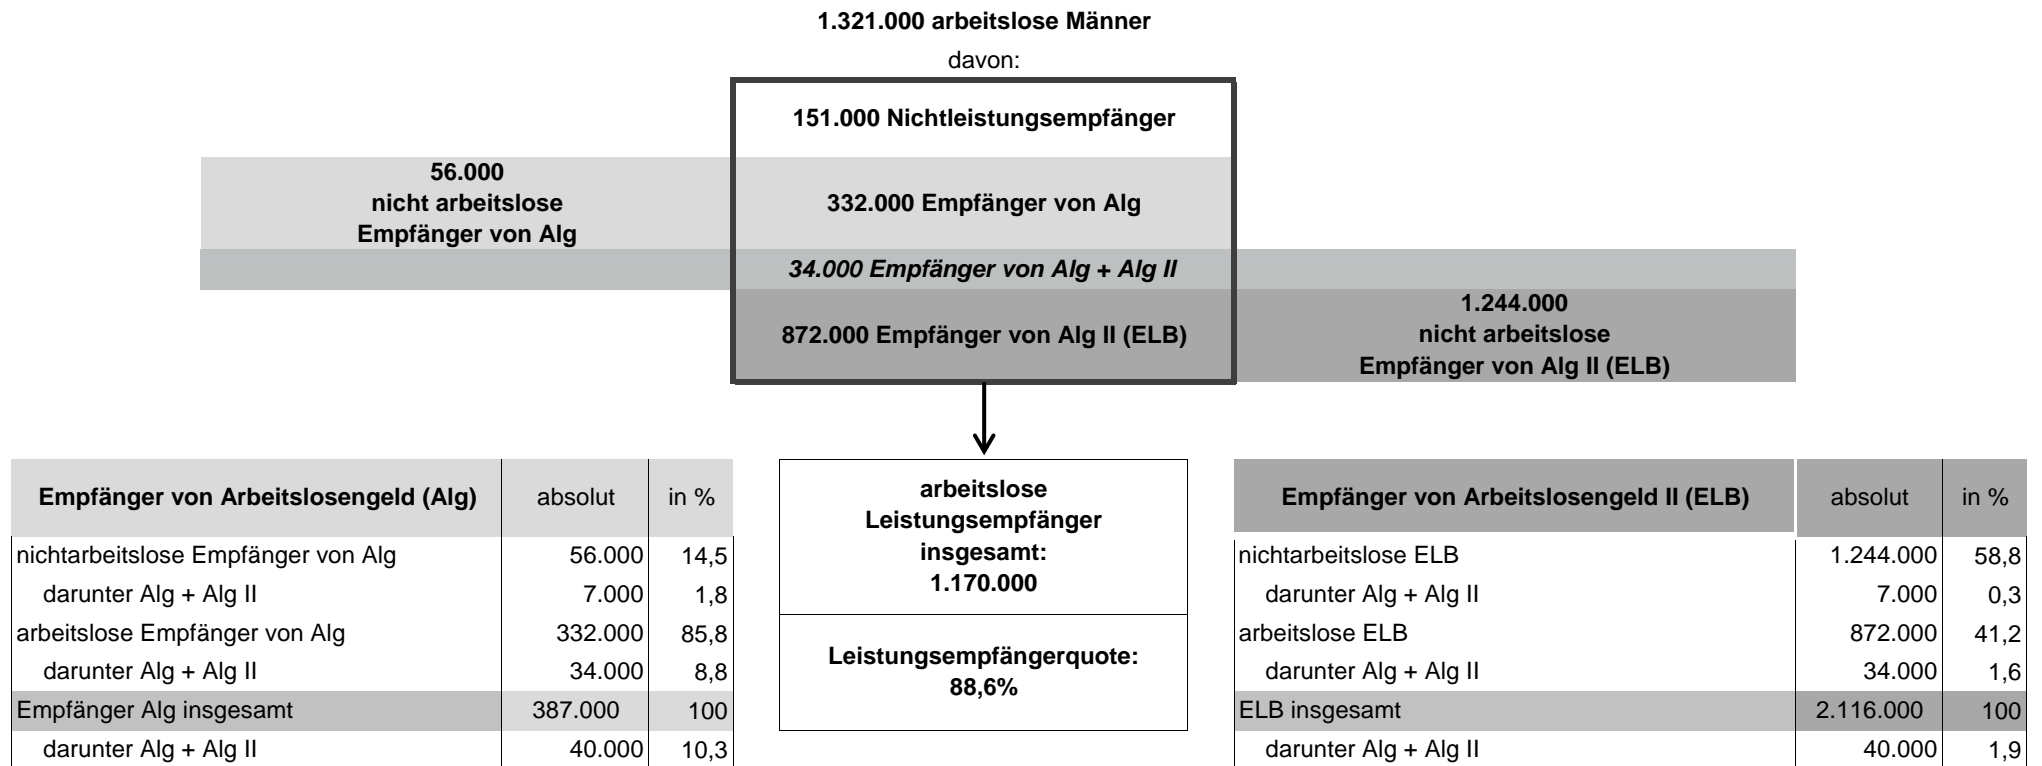 1.321.000 arbeitslose Männer
davon:
151.000 Nichtleistungsempfänger
56.000
nicht arbeitslose
Empfänger von Alg
332.000 Empfänger von Alg
34.000 Empfänger von Alg + Alg II
872.000 Empfänger von Alg II (ELB)
1.244.000
nicht arbeitslose
Empfänger von Alg II (ELB)
Empfänger von Arbeitslosengeld (Alg) absolut in %
nichtarbeitslose Empfänger von Alg 56.000 14,5
darunter Alg + Alg II 7.000 1,8
arbeitslose Empfänger von Alg 332.000 85,8
darunter Alg + Alg II 34.000 8,8
Empfänger Alg insgesamt 387.000 100
darunter Alg + Alg II 40.000 10,3
arbeitslose
Leistungsempfänger
insgesamt:
1.170.000
Leistungsempfängerquote:
88,6%
Empfänger von Arbeitslosengeld II (ELB) absolut in %
nichtarbeitslose ELB 1.244.000 58,8
darunter Alg + Alg II 7.000 0,3
arbeitslose ELB 872.000 41,2
darunter Alg + Alg II 34.000 1,6
ELB insgesamt 2.116.000 100
darunter Alg + Alg II 40.000 1,9